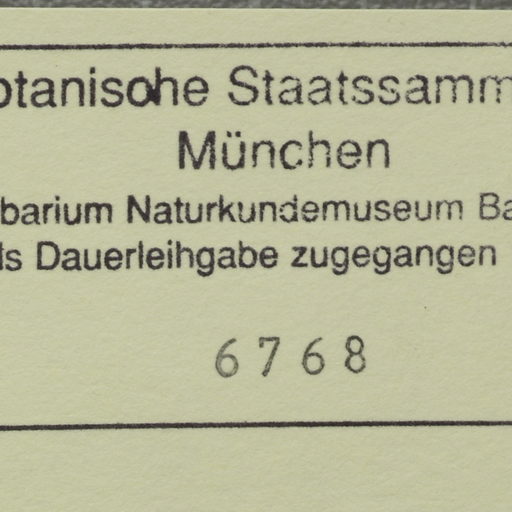 otanische Staatssamm
München
barium Naturkundemuseum Ba
ls Dauerleihgabe zugegangen
6768